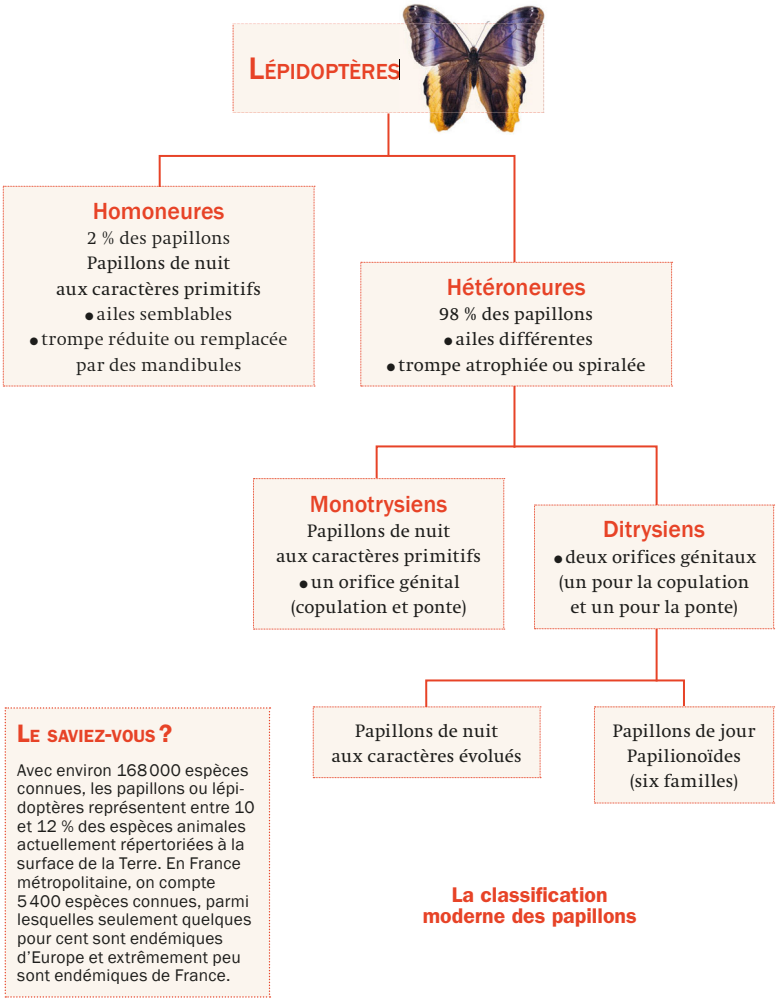 LÉPIDOPTÈRES
Homoneures
2 % des papillons
Papillons de nuit
aux caractères primitifs
● ailes semblables
● trompe réduite ou remplacée
par des mandibules
Hétéroneures
98 % des papillons
● ailes différentes
● trompe atrophiée ou spiralée
Monotrysiens
Papillons de nuit
aux caractères primitifs
● un orifice génital
(copulation et ponte)
Ditrysiens
● deux orifices génitaux
(un pour la copulation
et un pour la ponte)
Papillons de nuit
aux caractères évolués
Papillons de jour
Papilionoïdes
(six familles)
LE SAVIEZ-VOUS ?
Avec environ 168 000 espèces
connues, les papillons ou lépi-
doptères représentent entre 10
et 12 % des espèces animales
actuellement répertoriées à la
surface de la Terre. En France
métropolitaine, on compte
5 400 espèces connues, parmi
lesquelles seulement quelques
pour cent sont endémiques
d’Europe et extrêmement peu
sont endémiques de France.
La classification
moderne des papillons